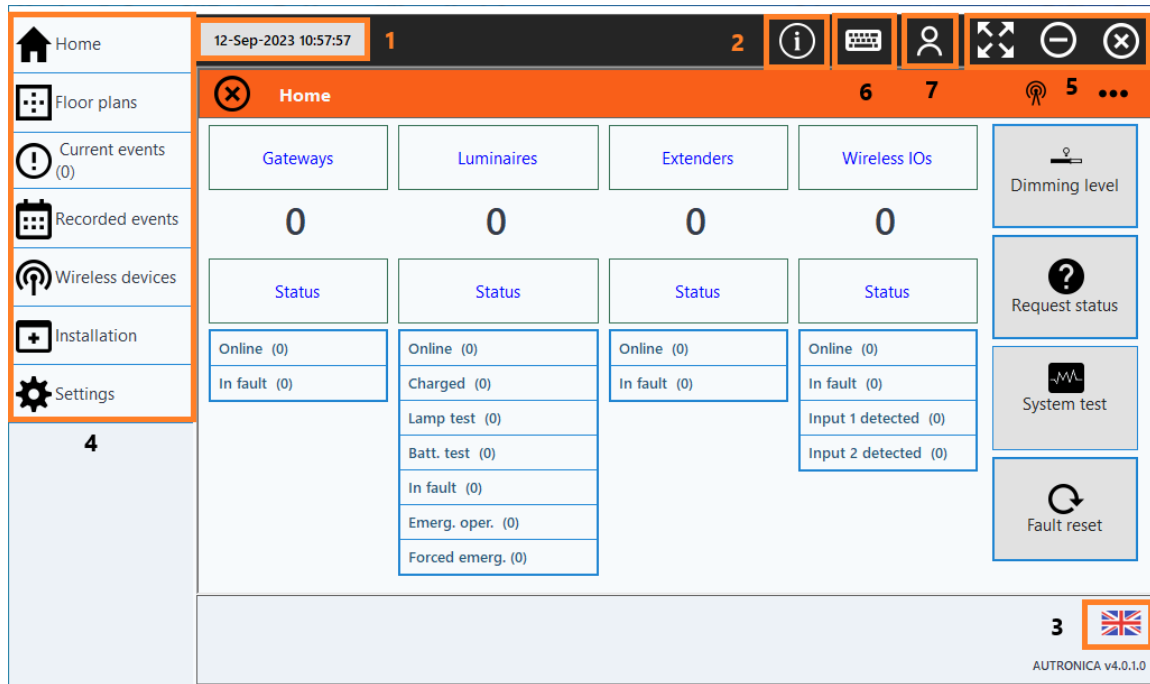 Home
Floor plans
Current events
(0)
Recorded events
Wireless devices
Installation
Settings
4
12-Sep-2023 10:57:57
1
2
i
6
7
5
Home
Gateways
Luminaires
Extenders
Wireless IOs
0
0
0
0
Status
Status
Status
Status
Online (0)
In fault (0)
Online (0)
Charged (0)
Lamp test (0)
Batt. test (0)
In fault (0)
Emerg. oper. (0)
Forced emerg. (0)
Online (0)
In fault (0)
Online (0)
In fault (0)
Input 1 detected (0)
Input 2 detected (0)
Dimming level
?
Request status
System test
Fault reset
3
AUTRONICA v4.0.1.0